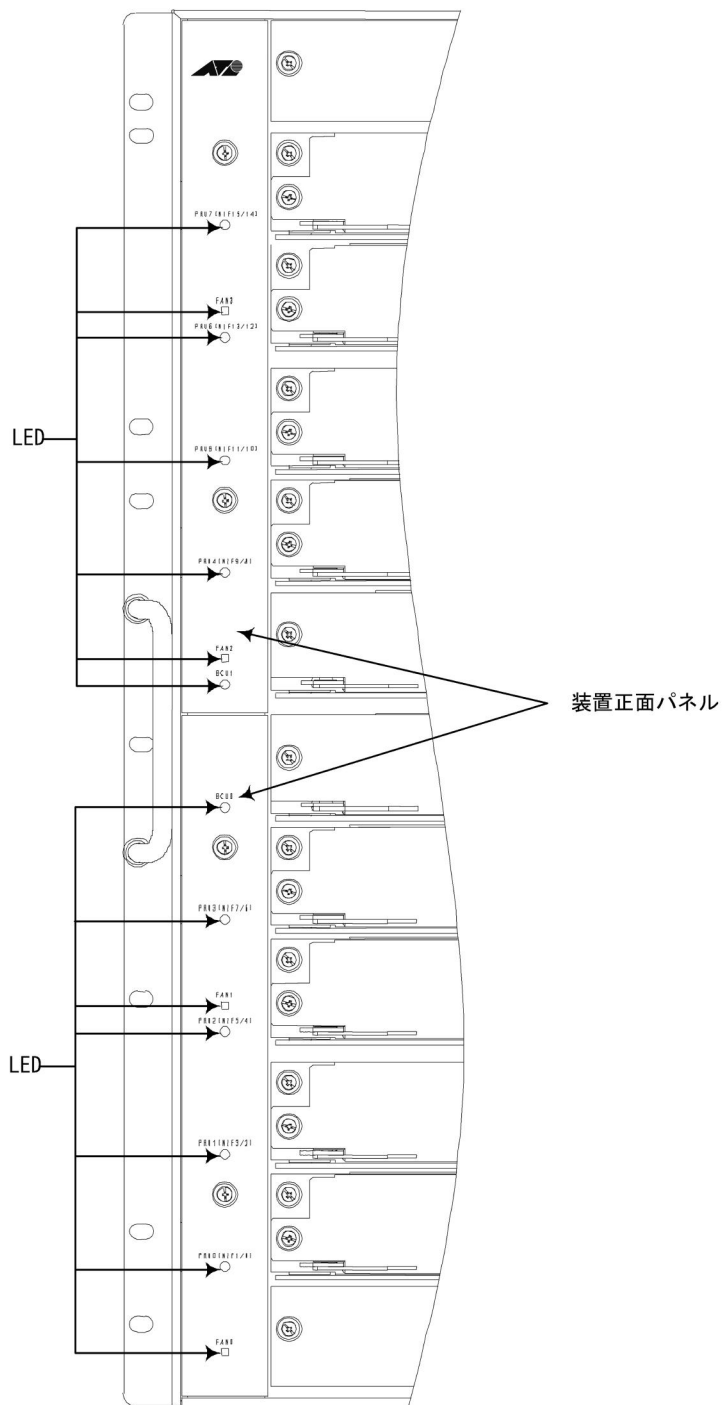 PRU7(NIF15/14)
FAN3
PRU6(NIF13/12)
LED
PRU5(NIF11/10)
PRU4(NIF9/8)
FAN2
BCU1
装置正面パネル
BCU0
PRU3(NIF7/6)
FAN1
PRU2(NIF5/4)
LED
PRU1(NIF3/2)
PRU0(NIF1/0)
FAN0